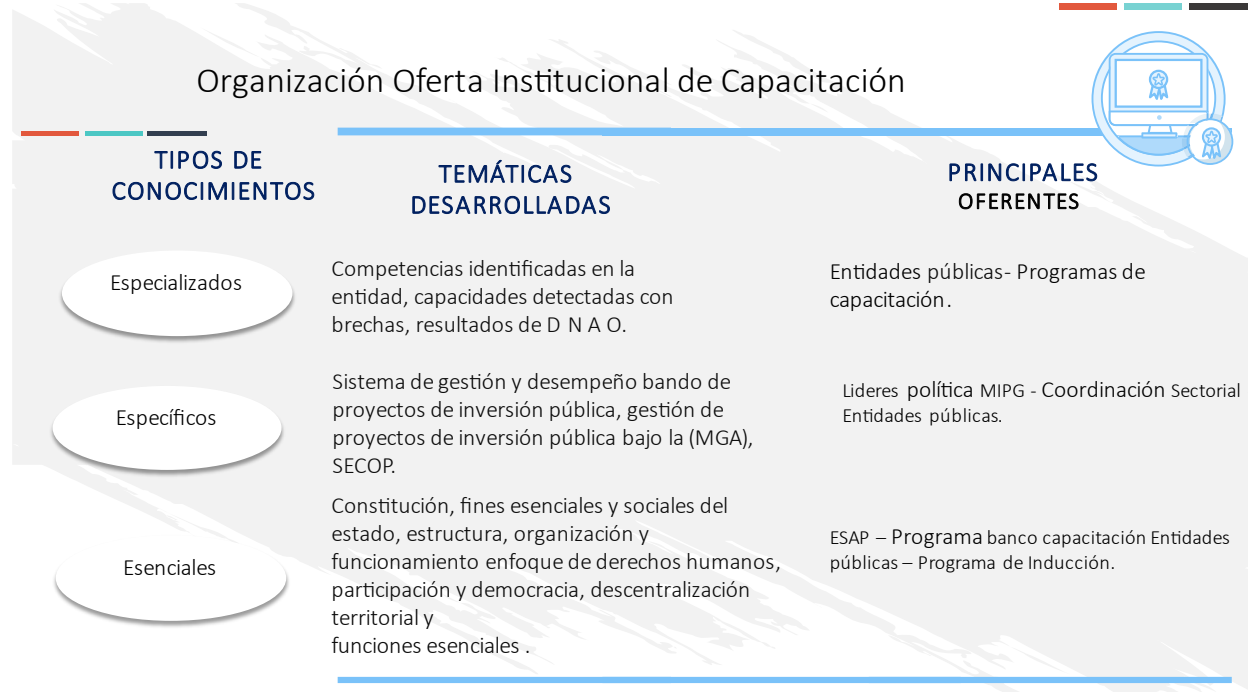 Organización Oferta Institucional de Capacitación
TIPOS DE
CONOCIMIENTOS
TEMÁTICAS
DESARROLLADAS
PRINCIPALES
OFERENTES
Especializados
Competencias identificadas en la
entidad, capacidades detectadas con
brechas, resultados de D N A O.
Entidades públicas- Programas de
capacitación.
Específicos
Sistema de gestión y desempeño bando de
proyectos de inversión pública, gestión de
proyectos de inversión pública bajo la (MGA),
SECOP.
Lideres política MIPG - Coordinación Sectorial
Entidades públicas.
Esenciales
Constitución, fines esenciales y sociales del
estado, estructura, organización y
funcionamiento enfoque de derechos humanos,
participación y democracia, descentralización
territorial y
funciones esenciales .
ESAP – Programa banco capacitación Entidades
públicas – Programa de Inducción.